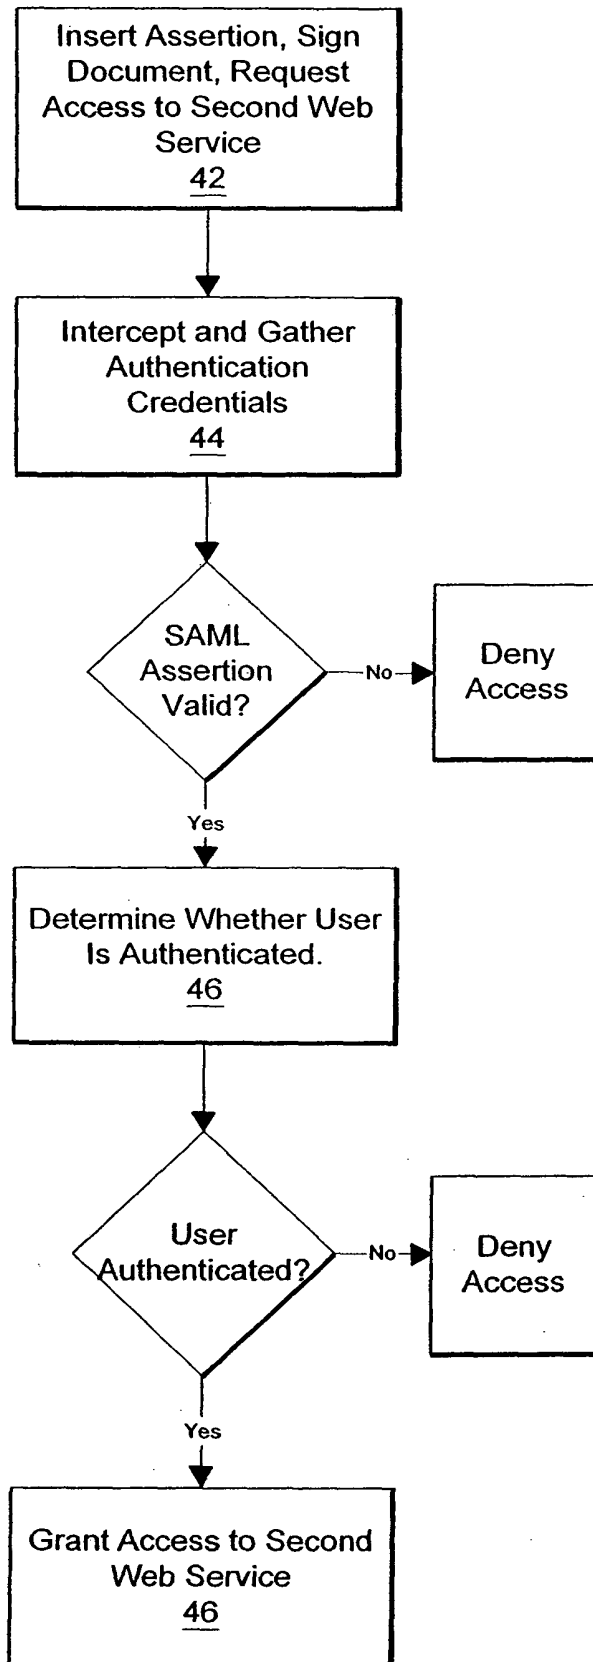 Insert Assertion, Sign
Document, Request
Access to Second Web
Service
42
Intercept and Gather
Authentication
Credentials
44
SAML
Assertion
Valid?
No
Deny
Access
Yes
Determine Whether User
Is Authenticated.
46
User
Authenticated?
No
Deny
Access
Yes
Grant Access to Second
Web Service
46